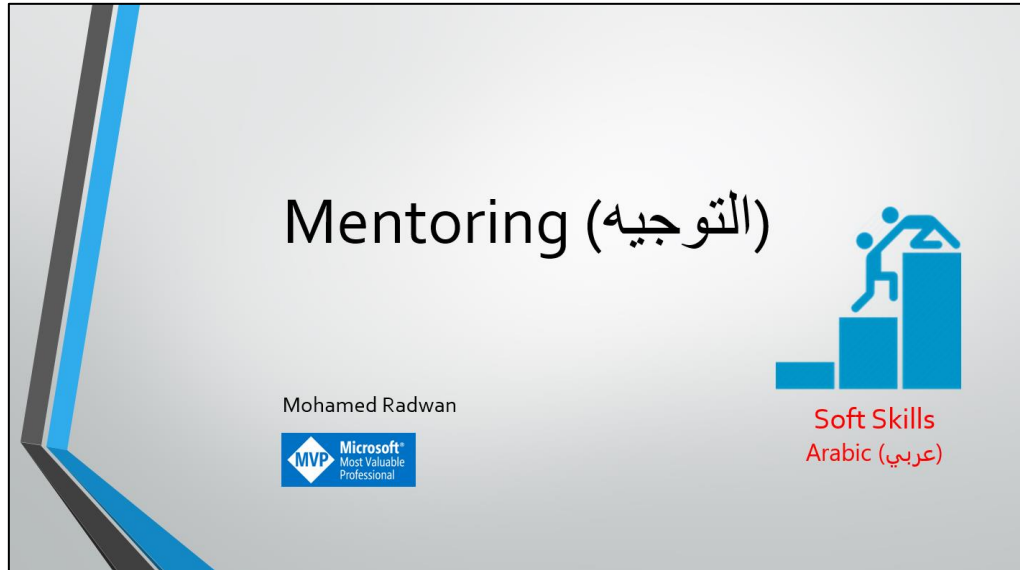 Mentoring (التوجيه)
Mohamed Radwan
MVP
Microsoft®
Most Valuable
Professional
Soft Skills
Arabic (عربي)